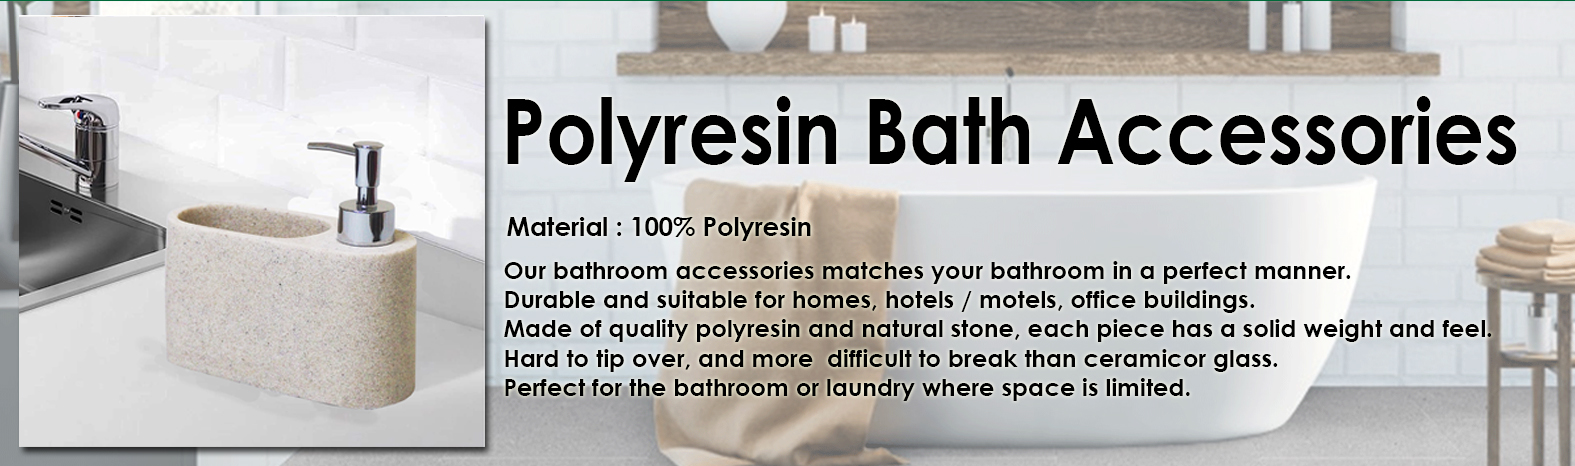 Polyresin Bath Accessories
Material : 100% Polyresin
Our bathroom accessories matches your bathroom in a perfect manner.
Durable and suitable for homes, hotels / motels, office buildings.
Made of quality polyresin and natural stone, each piece has a solid weight and feel.
Hard to tip over, and more  difficult to break than ceramicor glass.
Perfect for the bathroom or laundry where space is limited.